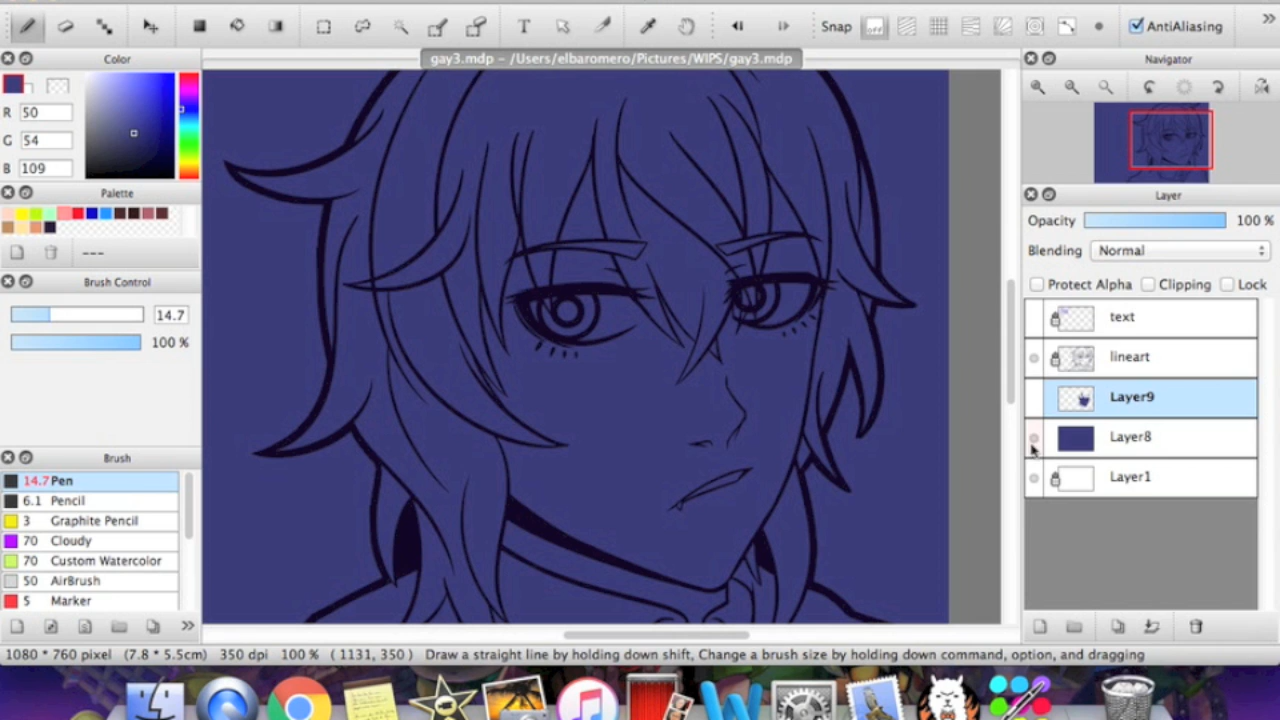 T
Snap
off
AntiAliasing
»
Color
gay3.mdp – /Users/elbaromero/Pictures/WIPS/gay3.mdp
Navigator
R 50
G 54
B 109
Palette
---
Layer
Opacity 100 %
Blending Normal
Protect Alpha Clipping Lock
Brush Control
14.7
100 %
text
lineart
Layer9
Layer8
Layer1
Brush
14.7 Pen
6.1 Pencil
3 Graphite Pencil
70 Cloudy
70 Custom Watercolor
50 AirBrush
5 Marker
»
1080 * 760 pixel (7.8 * 5.5cm) 350 dpi 100 % ( 1131, 350 ) Draw a straight line by holding down shift, Change a brush size by holding down command, option, and dragging